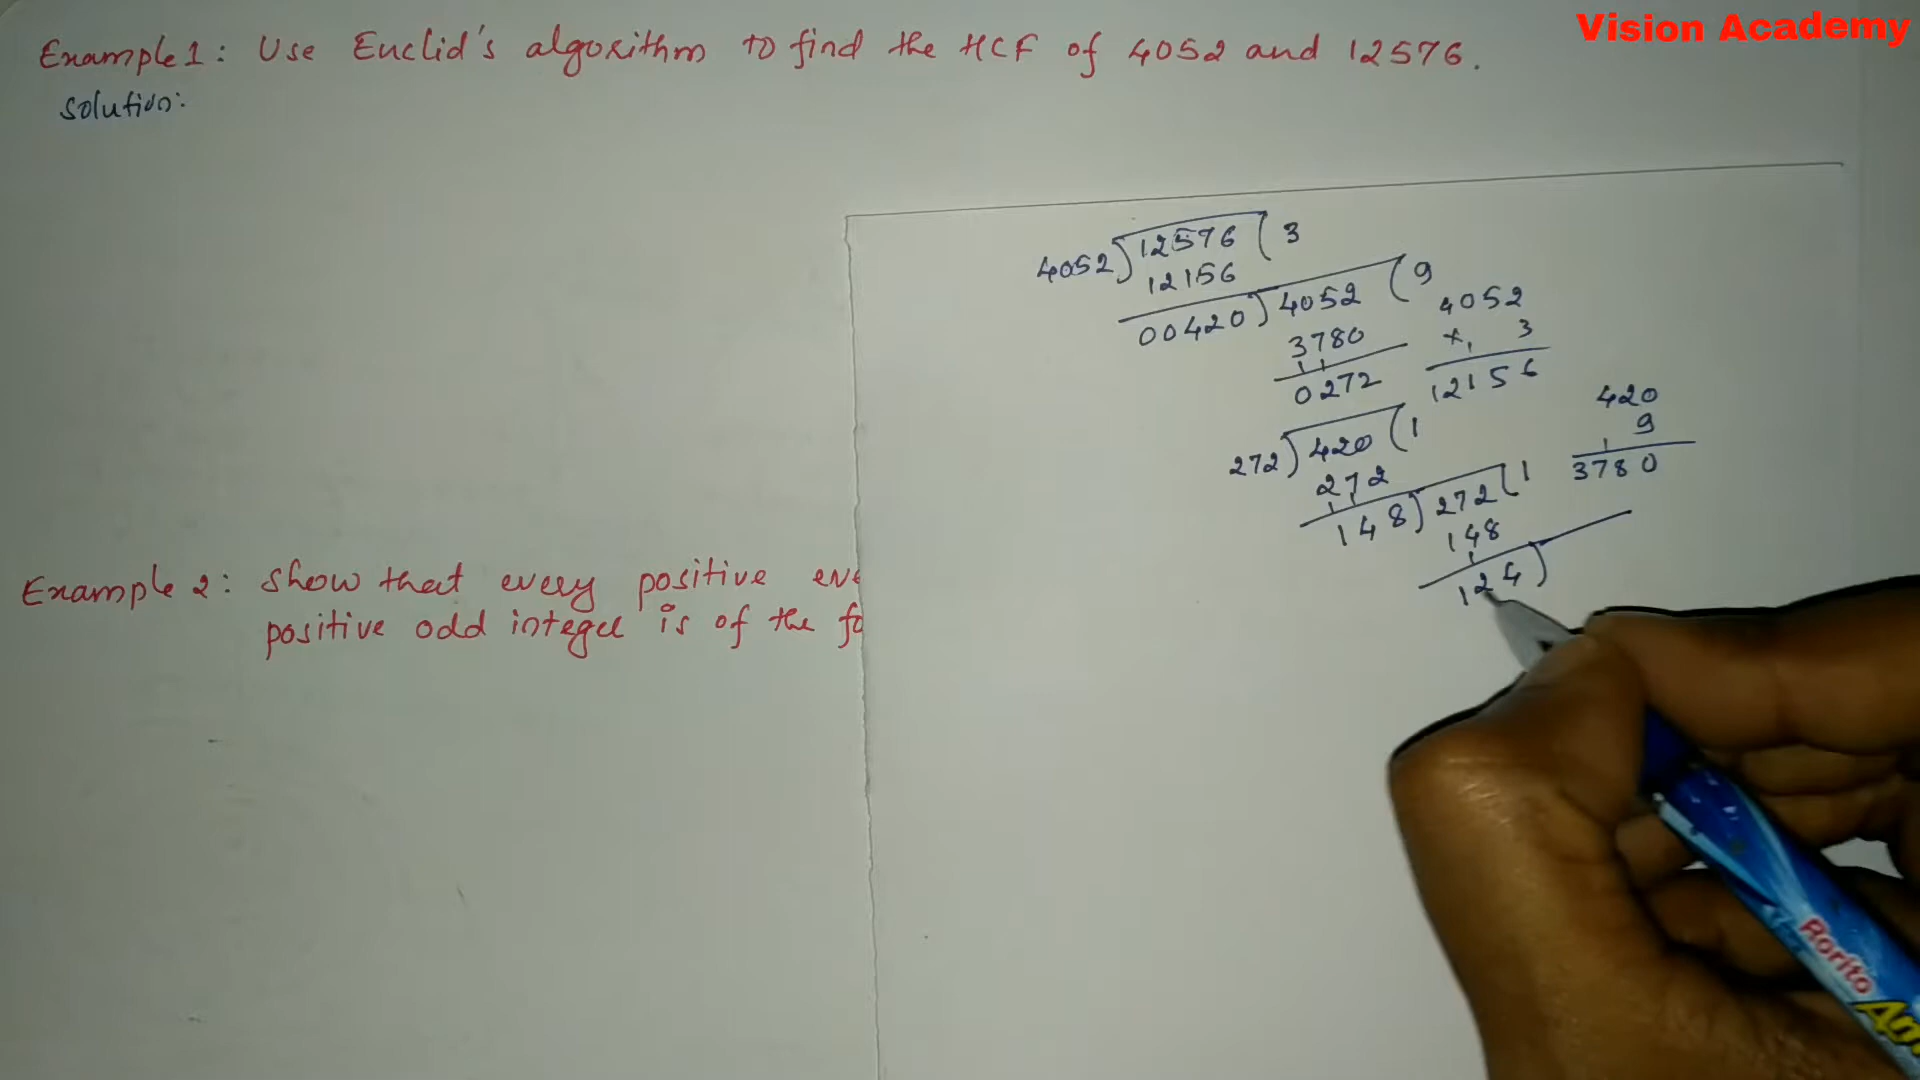 Vision Academy
Example 1: Use Euclid's algorithm to find the HCF of 4052 and 12576.
Solution:
4052) 12576 ( 3
12156
00420) 4052 ( 9
3780
0272
4052
× 3
12156
420
9
3780
272) 420 ( 1
272
148) 272 ( 1
148
124)
Example 2: Show that every positive eve
positive odd integer is of the fo
Rorito